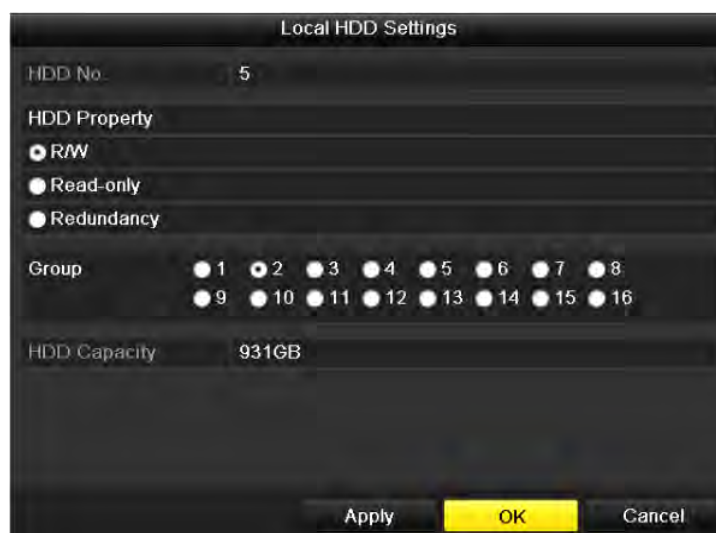 Local HDD Settings
HDD No. 5
HDD Property
R/W
Read-only
Redundancy
Group 1 2 3 4 5 6 7 8
9 10 11 12 13 14 15 16
HDD Capacity 931GB
Apply OK Cancel